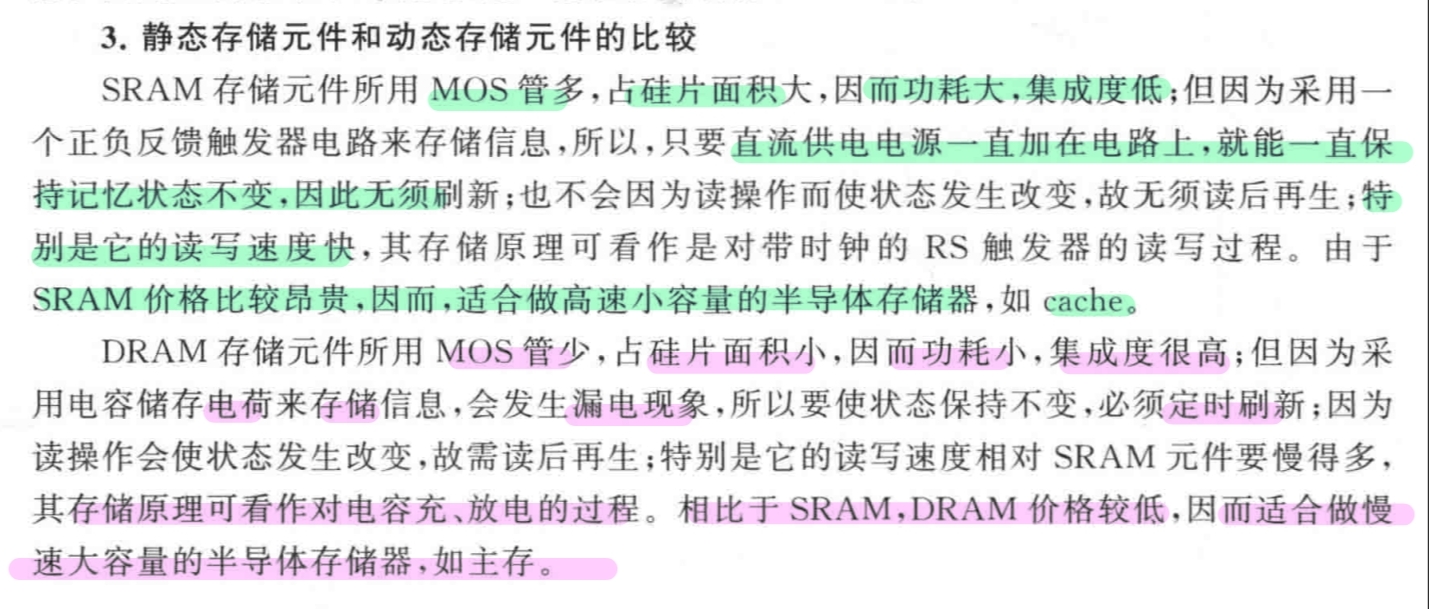 3. 静态存储元件和动态存储元件的比较
SRAM 存储元件所用 MOS 管多,占硅片面积大,因而功耗大,集成度低;但因为采用一
个正负反馈触发器电路来存储信息,所以,只要直流供电电源一直加在电路上,就能一直保
持记忆状态不变,因此无须刷新;也不会因为读操作而使状态发生改变,故无须读后再生;特
别是它的读写速度快,其存储原理可看作是对带时钟的 RS 触发器的读写过程。由于
SRAM 价格比较昂贵,因而,适合做高速小容量的半导体存储器,如 cache。
DRAM 存储元件所用 MOS 管少,占硅片面积小,因而功耗小,集成度很高;但因为采
用电容储存电荷来存储信息,会发生漏电现象,所以要使状态保持不变,必须定时刷新;因为
读操作会使状态发生改变,故需读后再生;特别是它的读写速度相对 SRAM 元件要慢得多,
其存储原理可看作对电容充、放电的过程。相比于 SRAM,DRAM 价格较低,因而适合做慢
速大容量的半导体存储器,如主存。